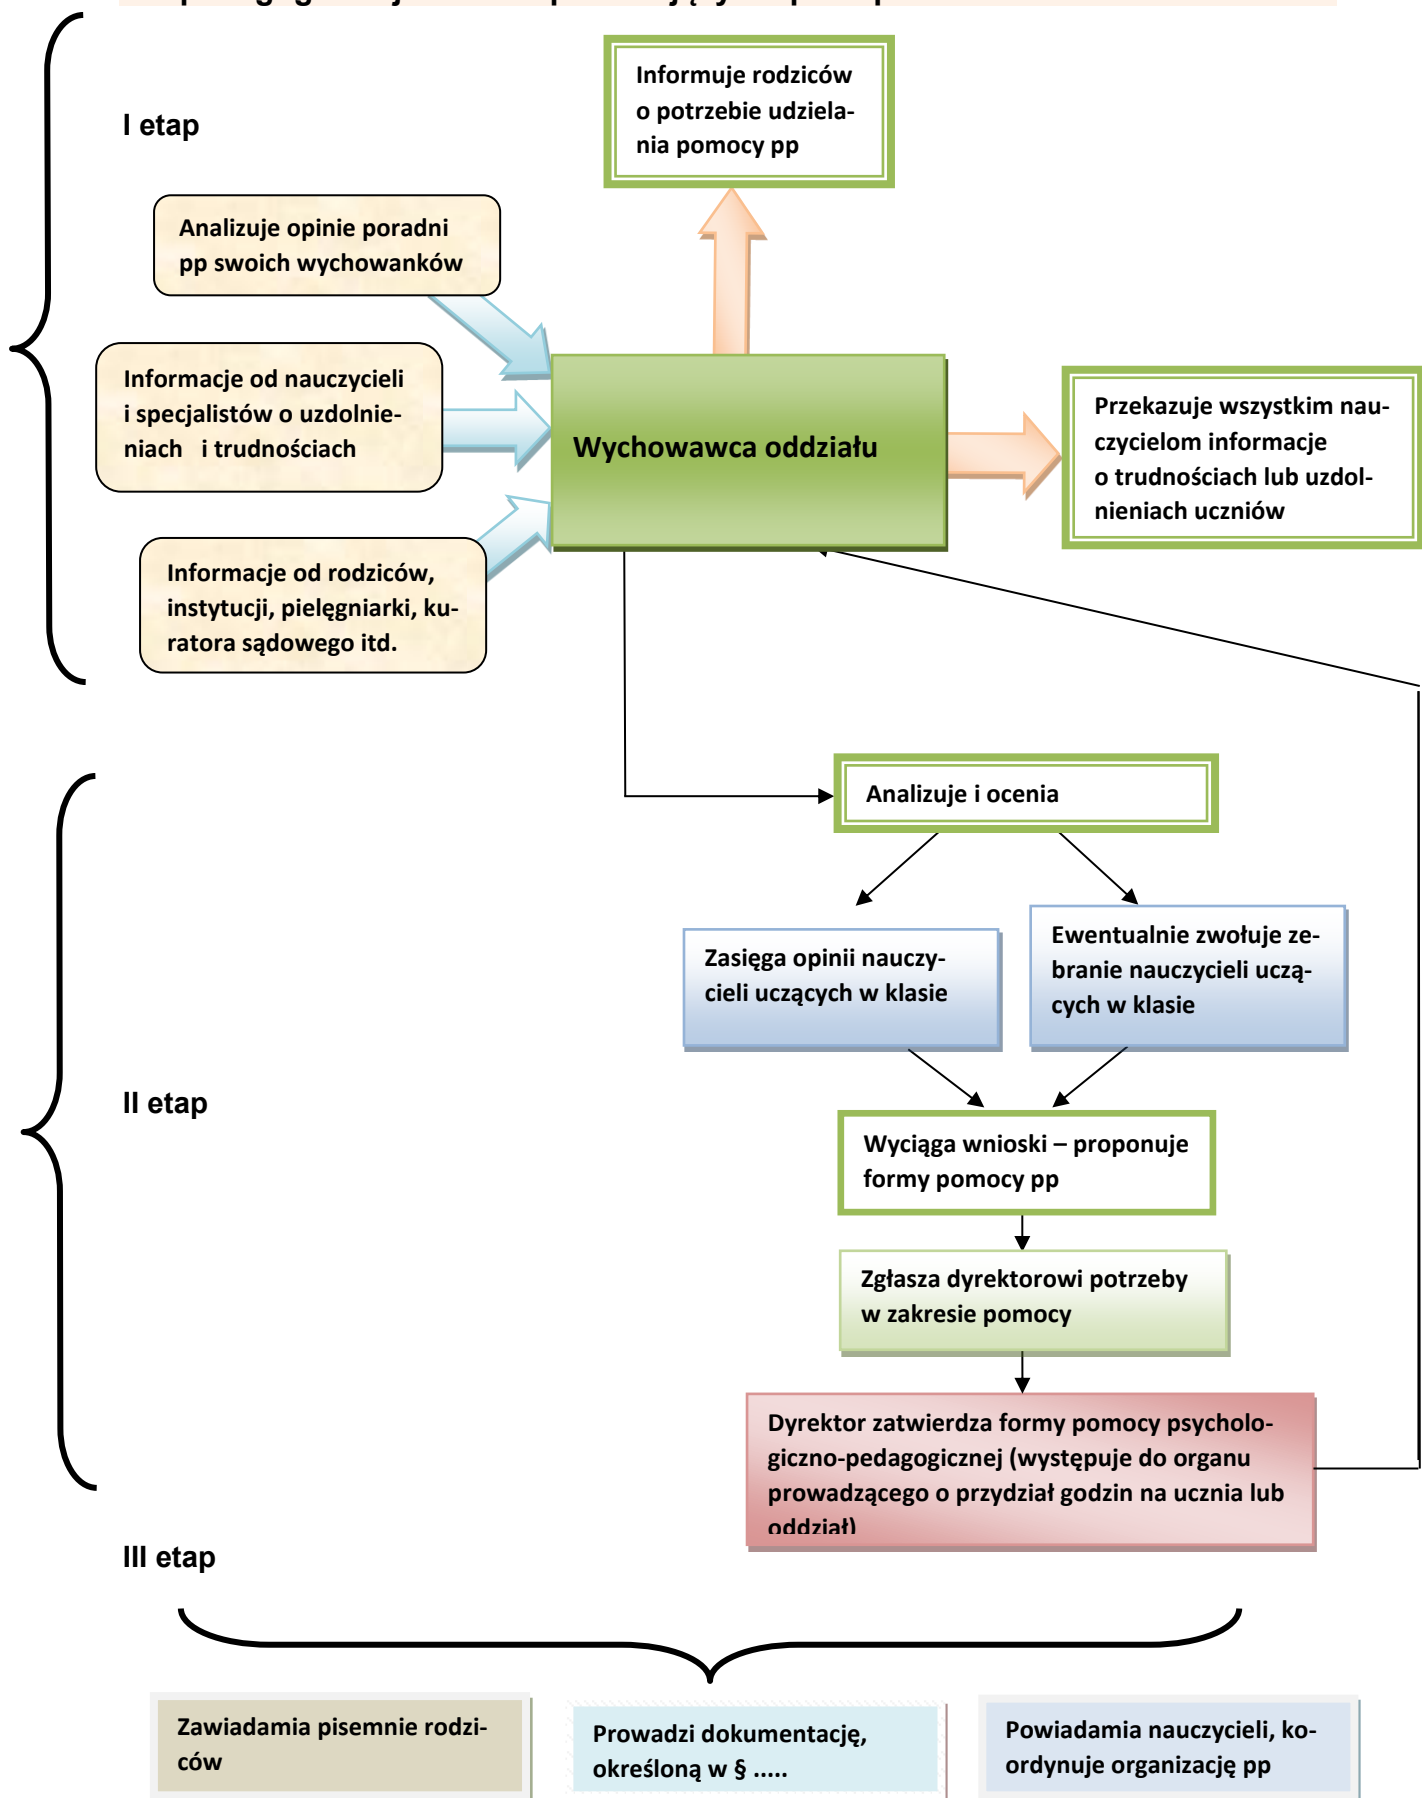 Informuje rodziców
o potrzebie udziela-
nia pomocy pp
I etap
Analizuje opinie poradni
pp swoich wychowanków
Informacje od nauczycieli
i specjalistów o uzdolnie-
niach i trudnościach
Informacje od rodziców,
instytucji, pielęgniarki, ku-
ratora sądowego itd.
Wychowawca oddziału
Przekazuje wszystkim nau-
czycielom informacje
o trudnościach lub uzdol-
nieniach uczniów
Analizuje i ocenia
Zasięga opinii nauczy-
cieli uczących w klasie
Ewentualnie zwołuje ze-
branie nauczycieli uczą-
cych w klasie
II etap
Wyciąga wnioski – proponuje
formy pomocy pp
Zgłasza dyrektorowi potrzeby
w zakresie pomocy
Dyrektor zatwierdza formy pomocy psycholo-
giczno-pedagogicznej (występuje do organu
prowadzącego o przydział godzin na ucznia lub
oddział)
III etap
Zawiadamia pisemnie rodzi-
ców
Prowadzi dokumentację,
określoną w § .....
Powiadamia nauczycieli, ko-
ordynuje organizację pp